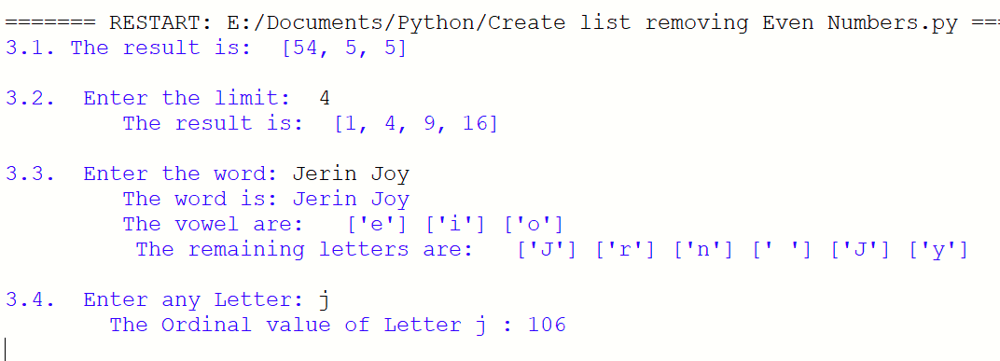 ======= RESTART: E:/Documents/Python/Create list removing Even Numbers.py ===
3.1. The result is:  [54, 5, 5]
3.2.  Enter the limit:  4
The result is:  [1, 4, 9, 16]
3.3.  Enter the word: Jerin Joy
The word is: Jerin Joy
The vowel are:   ['e'] ['i'] ['o']
The remaining letters are:   ['J'] ['r'] ['n'] [' '] ['J'] ['y']
3.4.  Enter any Letter: j
The Ordinal value of Letter j : 106